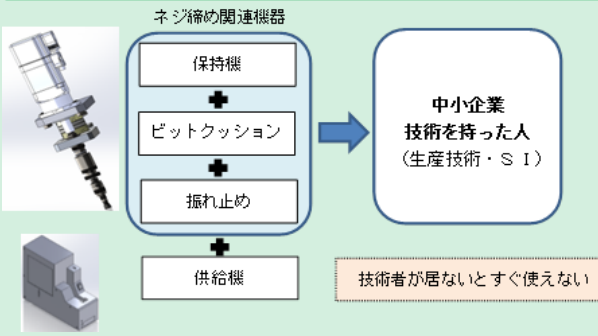 ネジ締め関連機器
保持機
ビットクッション
振れ止め
供給機
中小企業
技術を持った人
（生産技術・ＳＩ）
技術者が居ないとすぐ使えない